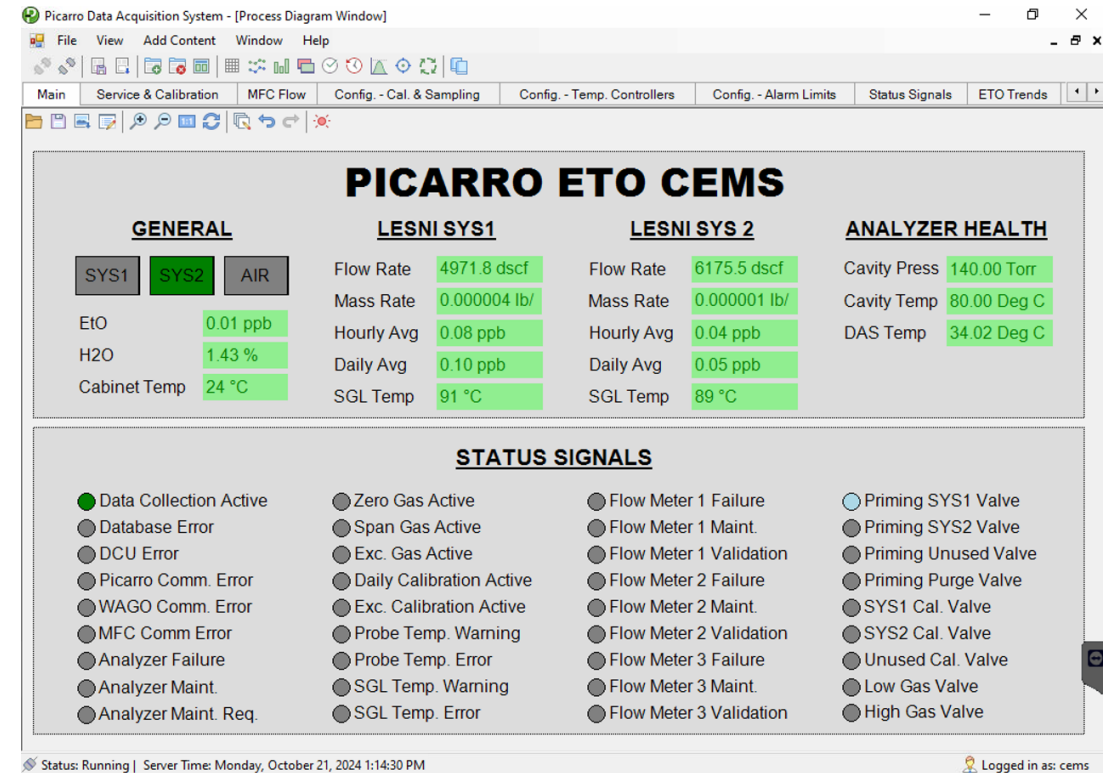 Picarro Data Acquisition System - [Process Diagram Window]
File View Add Content Window Help
Main Service & Calibration MFC Flow Config. - Cal. & Sampling Config. - Temp. Controllers Config. - Alarm Limits Status Signals ETO Trends
PICARRO ETO CEMS
GENERAL
SYS1 SYS2 AIR
EtO 0.01 ppb
H2O 1.43 %
Cabinet Temp 24 °C
LESNI SYS1
Flow Rate 4971.8 dscf
Mass Rate 0.000004 lb/
Hourly Avg 0.08 ppb
Daily Avg 0.10 ppb
SGL Temp 91 °C
LESNI SYS 2
Flow Rate 6175.5 dscf
Mass Rate 0.000001 lb/
Hourly Avg 0.04 ppb
Daily Avg 0.05 ppb
SGL Temp 89 °C
ANALYZER HEALTH
Cavity Press 140.00 Torr
Cavity Temp 80.00 Deg C
DAS Temp 34.02 Deg C
STATUS SIGNALS
Data Collection Active
Database Error
DCU Error
Picarro Comm. Error
WAGO Comm. Error
MFC Comm Error
Analyzer Failure
Analyzer Maint.
Analyzer Maint. Req.
Zero Gas Active
Span Gas Active
Exc. Gas Active
Daily Calibration Active
Exc. Calibration Active
Probe Temp. Warning
Probe Temp. Error
SGL Temp. Warning
SGL Temp. Error
Flow Meter 1 Failure
Flow Meter 1 Maint.
Flow Meter 1 Validation
Flow Meter 2 Failure
Flow Meter 2 Maint.
Flow Meter 2 Validation
Flow Meter 3 Failure
Flow Meter 3 Maint.
Flow Meter 3 Validation
Priming SYS1 Valve
Priming SYS2 Valve
Priming Unused Valve
Priming Purge Valve
SYS1 Cal. Valve
SYS2 Cal. Valve
Unused Cal. Valve
Low Gas Valve
High Gas Valve
Status: Running | Server Time: Monday, October 21, 2024 1:14:30 PM
Logged in as: cems